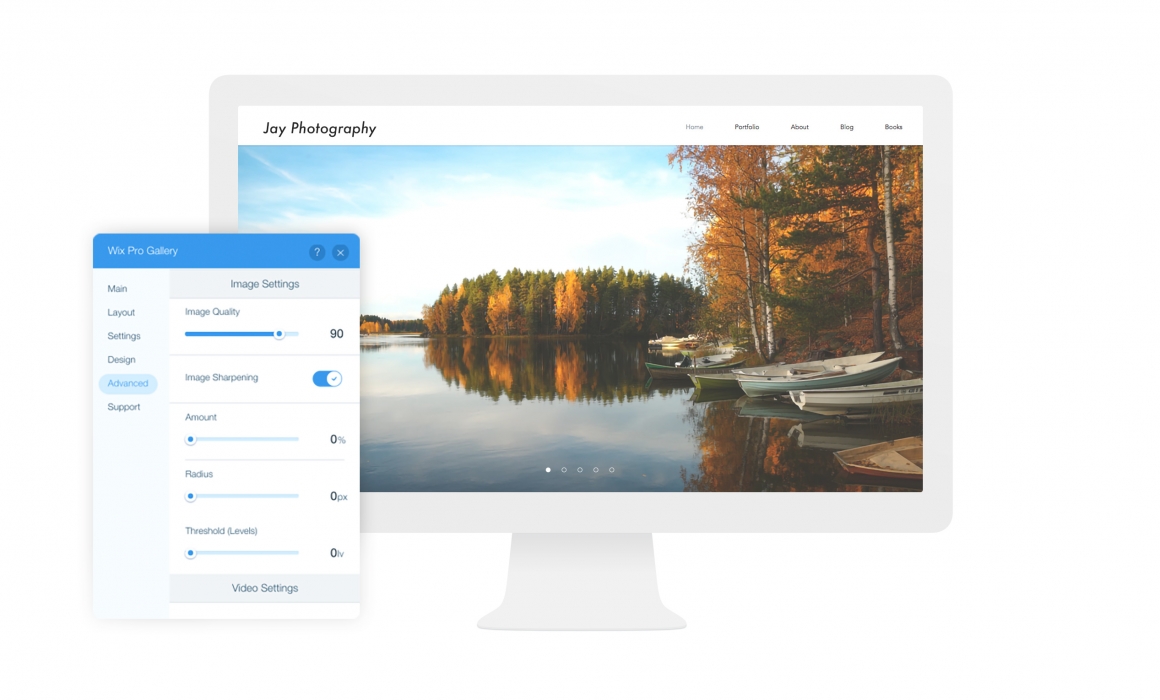 Jay Photography
Home Portfolio About Blog Books
Wix Pro Gallery ?
Main
Layout
Settings
Design
Advanced
Support
Image Settings
Image Quality
90
Image Sharpening
Amount
0%
Radius
0px
Threshold (Levels)
0lv
Video Settings